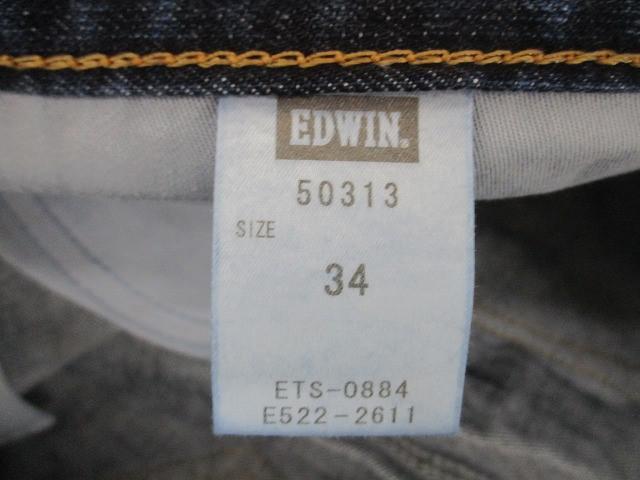 EDWIN.
50313
SIZE
34
ETS-0884
E522-2611